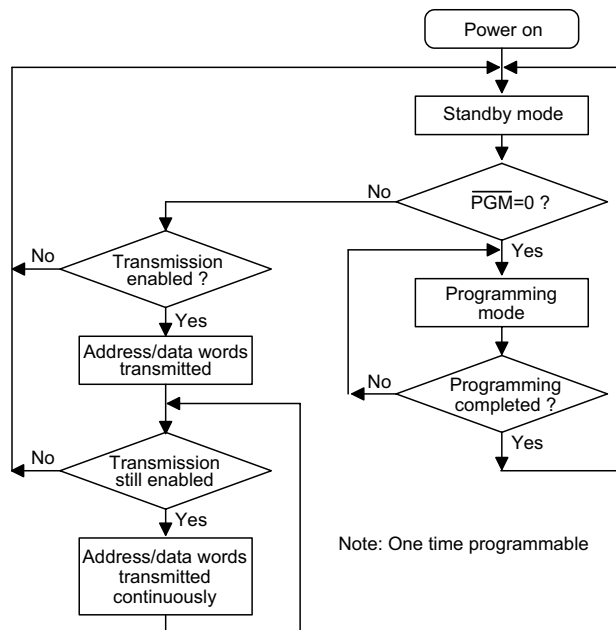 Power on
Standby mode
P̅G̅M̅=0 ?
No
Yes
Transmission
enabled ?
No
Yes
Programming
mode
Address/data words
transmitted
Programming
completed ?
No
Yes
Transmission
still enabled
No
Yes
Address/data words
transmitted
continuously
Note: One time programmable